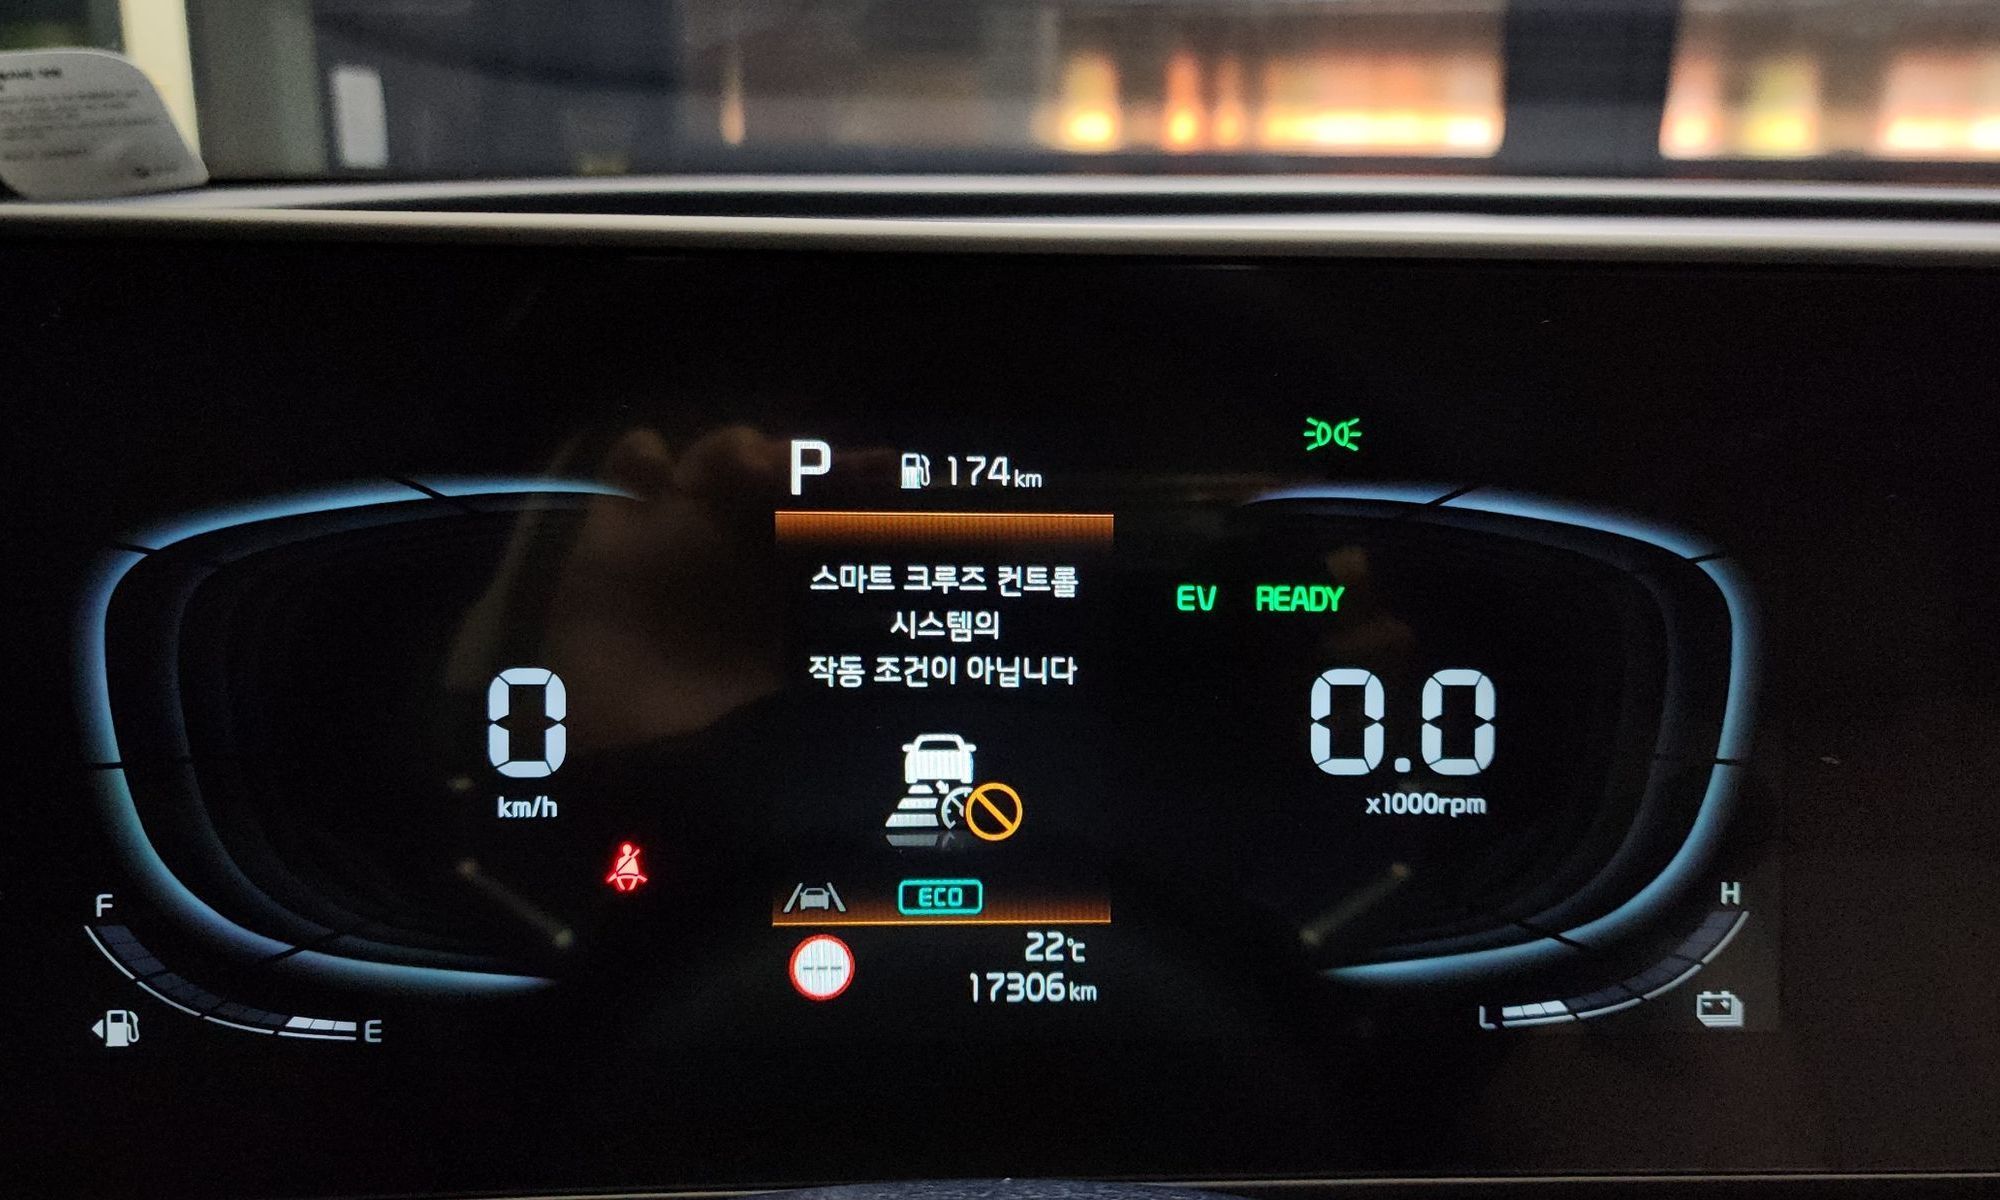 P
174km
스마트 크루즈 컨트롤
시스템의
작동 조건이 아닙니다
EV READY
0
km/h
0.0
x1000rpm
ECO
F
E
H
L
---
22℃
17306km